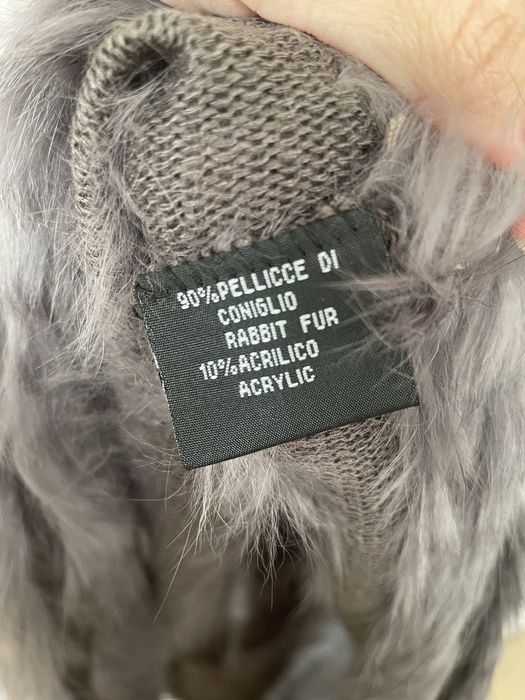 90%PELLICCE DI
CONIGLIO
RABBIT FUR
10%ACRILICO
ACRYLIC